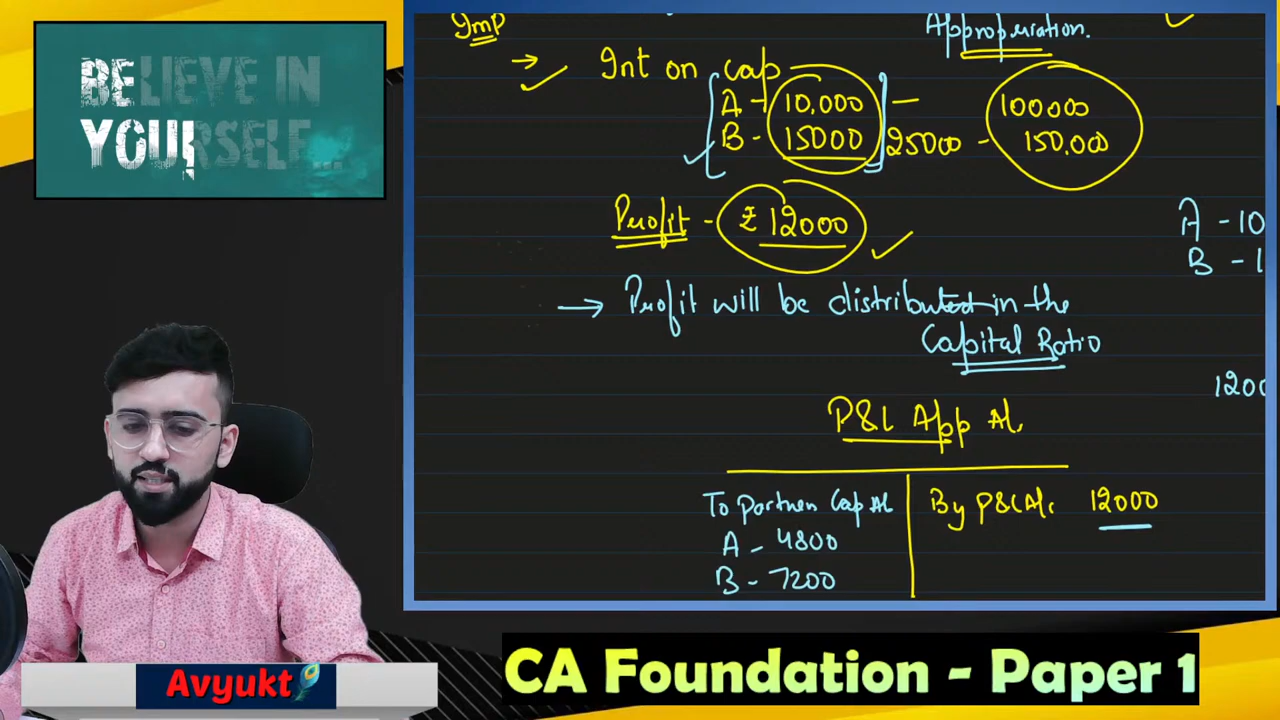 BELIEVE IN
YOURSELF...
Imp
Appropriation.
→ Int on cap
A - 10,000 - 100000
B - 15000 25000 - 150,000
Profit - ₹ 12000
A - 10
B - 1
→ Profit will be distributed in the
Capital Ratio
1200
P&L App A/c
To partner Cap A/c
By P&L A/c 12000
A - 4800
B - 7200
Avyukt
CA Foundation - Paper 1